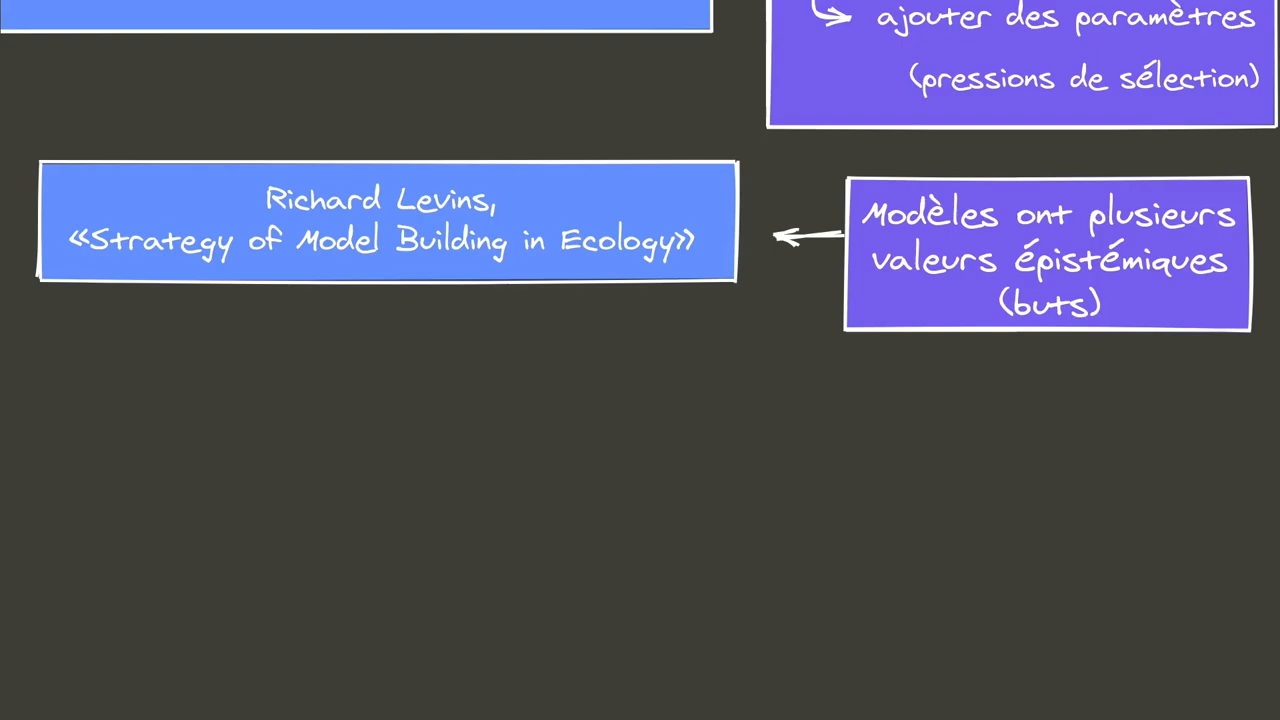 ajouter des paramètres
(pressions de sélection)
Richard Levins,
«Strategy of Model Building in Ecology»
Modèles ont plusieurs
valeurs épistémiques
(buts)